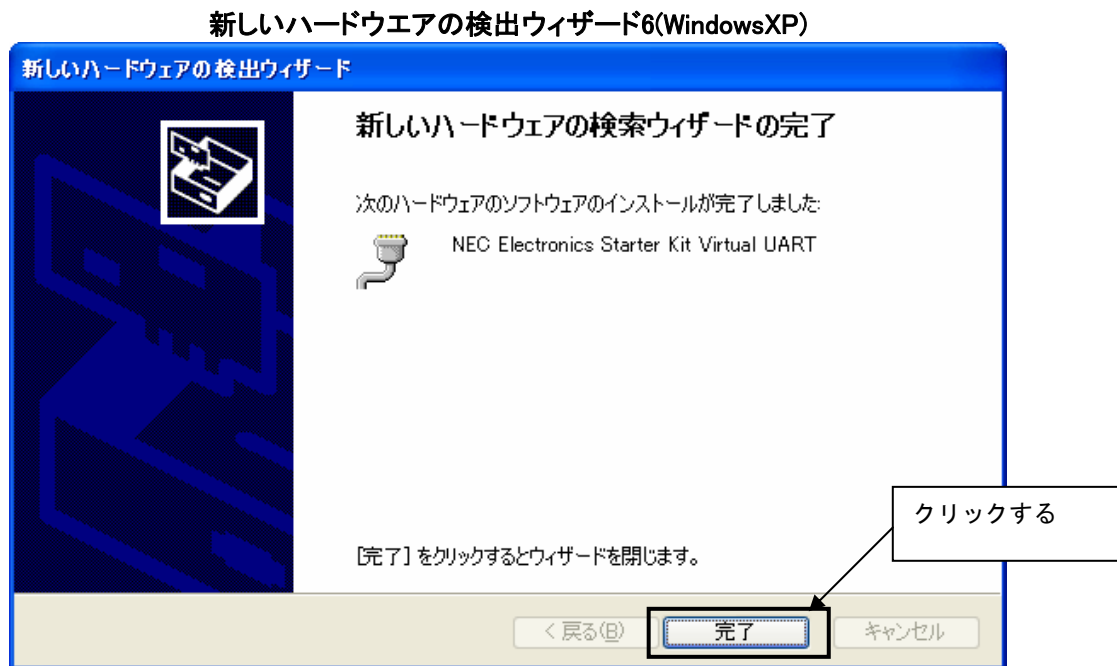 新しいハードウエアの検出ウィザード6(WindowsXP)
新しいハードウェアの検出ウィザード
新しいハードウェアの検索ウィザードの完了
次のハードウェアのソフトウェアのインストールが完了しました:
NEC Electronics Starter Kit Virtual UART
クリックする
[完了] をクリックするとウィザードを閉じます。
< 戻る(B) 完了 キャンセル